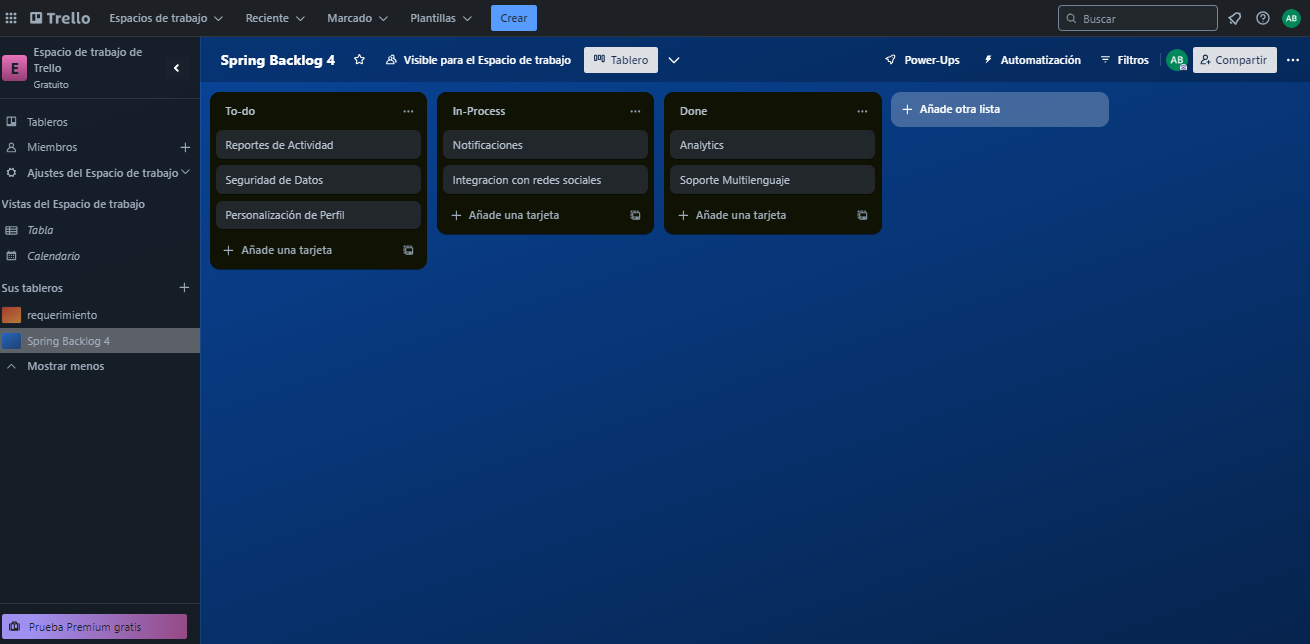 Trello Espacios de trabajo Reciente Marcado Plantillas Crear Buscar AB
Espacio de trabajo de
Trello
Gratuito
E
Spring Backlog 4 Visible para el Espacio de trabajo Tablero Power-Ups Automatización Filtros AB Compartir
Tableros
Miembros
Ajustes del Espacio de trabajo
Vistas del Espacio de trabajo
Tabla
Calendario
Sus tableros
requerimiento
Spring Backlog 4
Mostrar menos
Prueba Premium gratis
To-do
Reportes de Actividad
Seguridad de Datos
Personalización de Perfil
Añade una tarjeta
In-Process
Notificaciones
Integracion con redes sociales
Añade una tarjeta
Done
Analytics
Soporte Multilenguaje
Añade una tarjeta
Añade otra lista